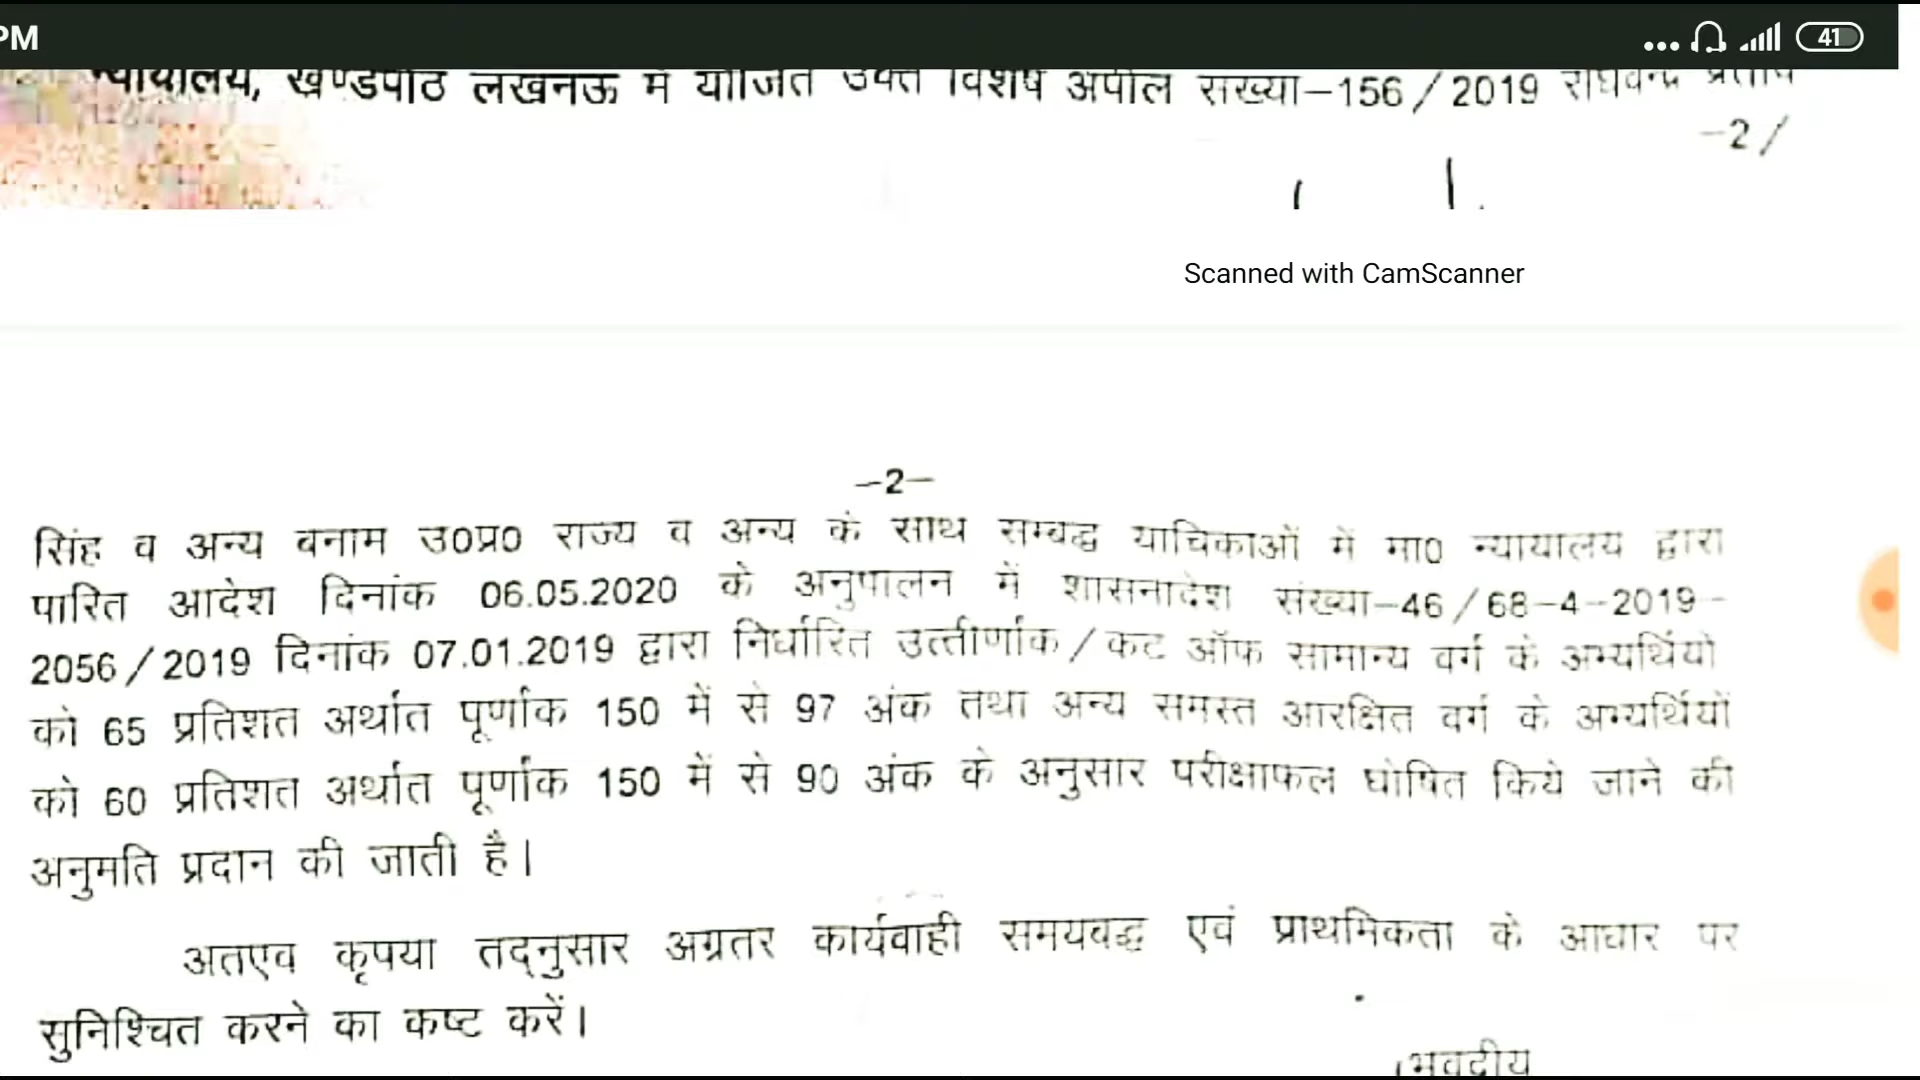 PM
41
न्यायालय, खण्डपीठ लखनऊ में योजित उक्त विशेष अपील संख्या-156/2019 राघवेन्द्र प्रताप
-2/
Scanned with CamScanner
-2-
सिंह व अन्य बनाम उ0प्र0 राज्य व अन्य के साथ सम्बद्ध याचिकाओं में मा0 न्यायालय द्वारा
पारित आदेश दिनांक 06.05.2020 के अनुपालन में शासनादेश संख्या-46/68-4-2019-
2056/2019 दिनांक 07.01.2019 द्वारा निर्धारित उत्तीर्णांक/कट ऑफ सामान्य वर्ग के अभ्यर्थियो
को 65 प्रतिशत अर्थात पूर्णांक 150 में से 97 अंक तथा अन्य समस्त आरक्षित वर्ग के अभ्यर्थियों
को 60 प्रतिशत अर्थात पूर्णांक 150 में से 90 अंक के अनुसार परीक्षाफल घोषित किये जाने की
अनुमति प्रदान की जाती है।
अतएव कृपया तद्नुसार अग्रतर कार्यवाही समयबद्ध एवं प्राथमिकता के आधार पर
सुनिश्चित करने का कष्ट करें।
भवदीय